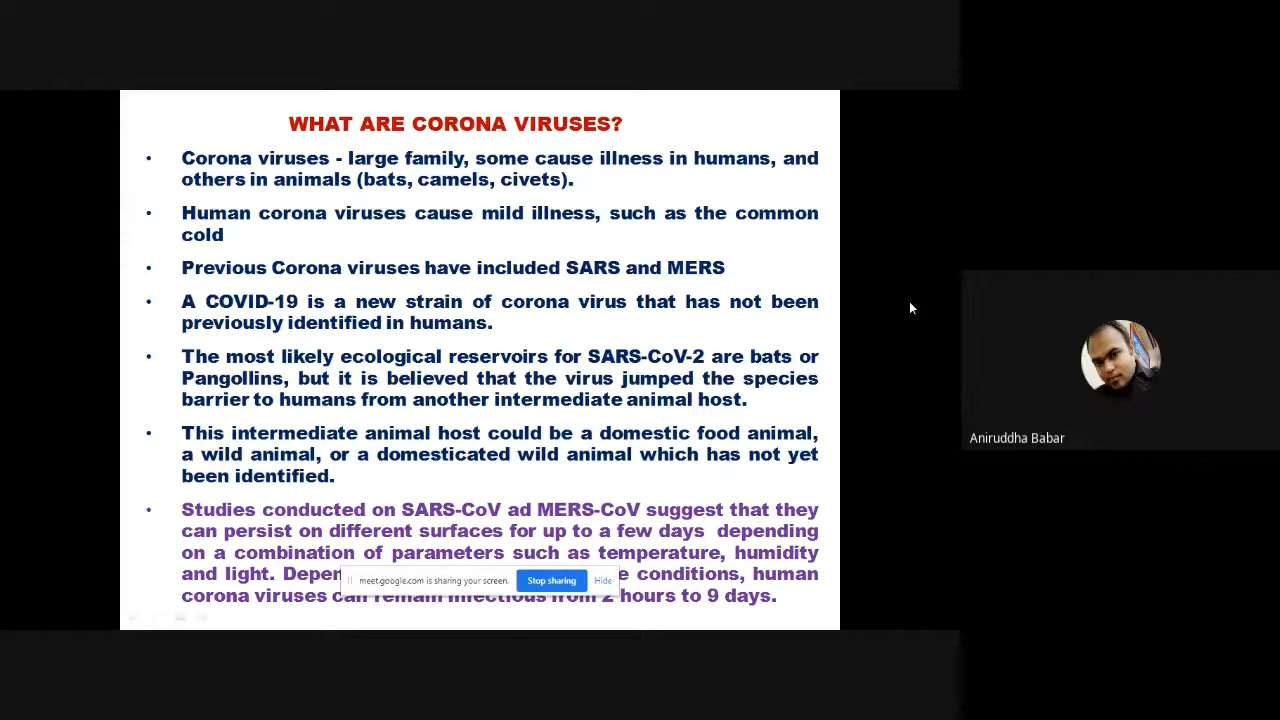 WHAT ARE CORONA VIRUSES?
• Corona viruses - large family, some cause illness in humans, and
others in animals (bats, camels, civets).
• Human corona viruses cause mild illness, such as the common
cold
• Previous Corona viruses have included SARS and MERS
• A COVID-19 is a new strain of corona virus that has not been
previously identified in humans.
• The most likely ecological reservoirs for SARS-CoV-2 are bats or
Pangollins, but it is believed that the virus jumped the species
barrier to humans from another intermediate animal host.
• This intermediate animal host could be a domestic food animal,
a wild animal, or a domesticated wild animal which has not yet
been identified.
• Studies conducted on SARS-CoV ad MERS-CoV suggest that they
can persist on different surfaces for up to a few days depending
on a combination of parameters such as temperature, humidity
and light. conditions, human
corona viruses can remain infectious from 2 hours to 9 days.
meet.google.com is sharing your screen. Stop sharing Hide
Aniruddha Babar